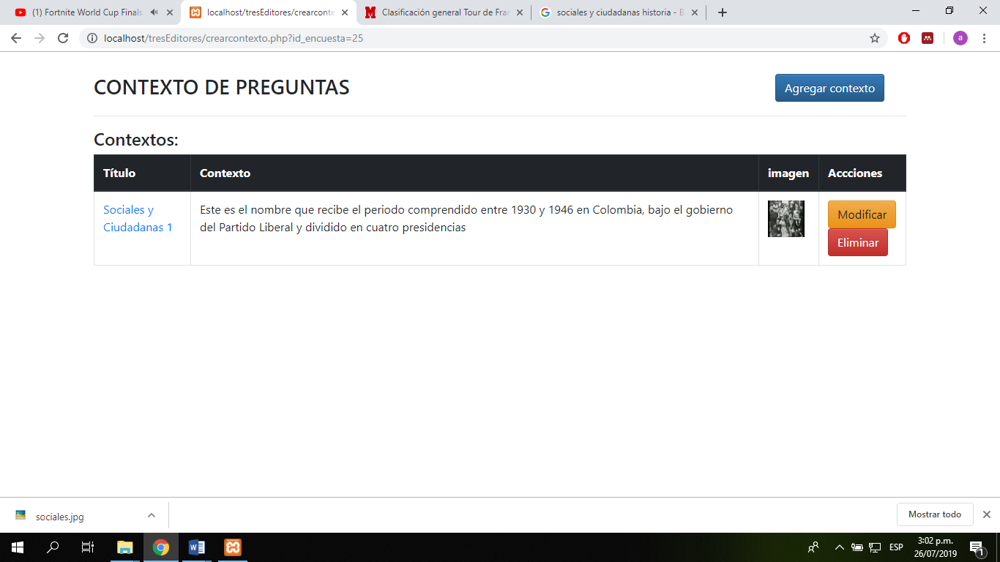 (1) Fortnite World Cup Finals
localhost/tresEditores/crearconte
Clasificación general Tour de Fran
sociales y ciudadanas historia - B
localhost/tresEditores/crearcontexto.php?id_encuesta=25
a
CONTEXTO DE PREGUNTAS
Agregar contexto
Contextos:
Título
Contexto
imagen
Accciones
Sociales y
Ciudadanas 1
Este es el nombre que recibe el periodo comprendido entre 1930 y 1946 en Colombia, bajo el gobierno
del Partido Liberal y dividido en cuatro presidencias
Modificar
Eliminar
sociales.jpg
Mostrar todo
ESP
3:02 p.m.
26/07/2019
1